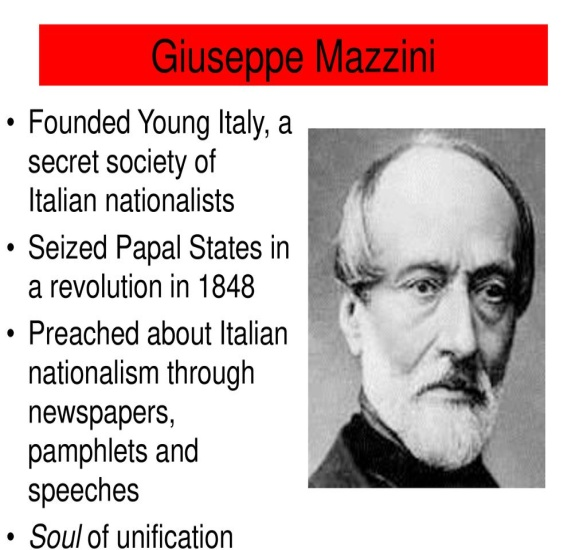 Giuseppe Mazzini
• Founded Young Italy, a
secret society of
Italian nationalists
• Seized Papal States in
a revolution in 1848
• Preached about Italian
nationalism through
newspapers,
pamphlets and
speeches
• Soul of unification